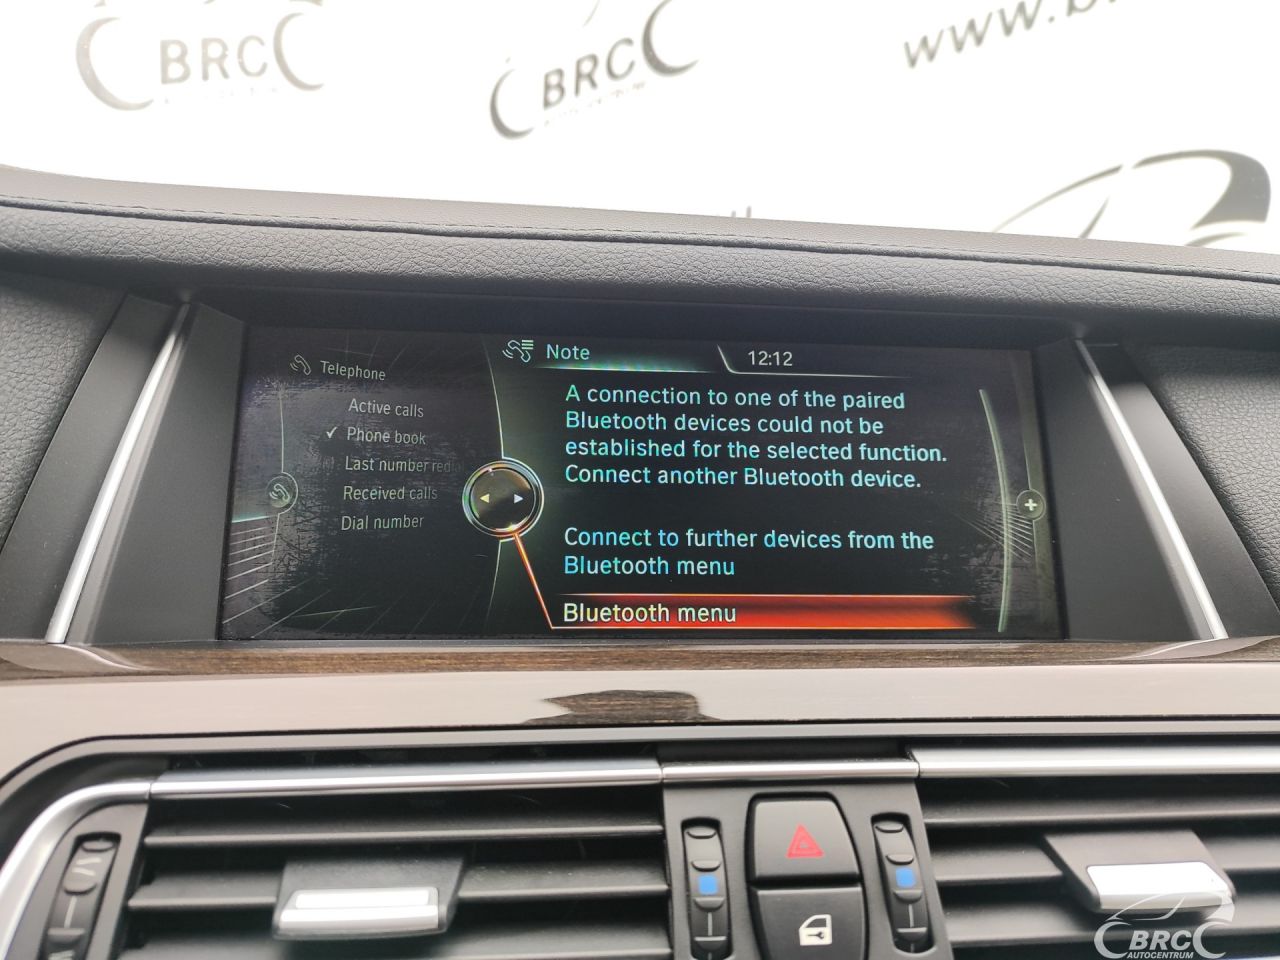 BRC
BRC
www.b
Note
12:12
Telephone
Active calls
✓ Phone book
Last number red
Received calls
Dial number
A connection to one of the paired
Bluetooth devices could not be
established for the selected function.
Connect another Bluetooth device.
Connect to further devices from the
Bluetooth menu
Bluetooth menu
BRC
AUTOCENTRUM